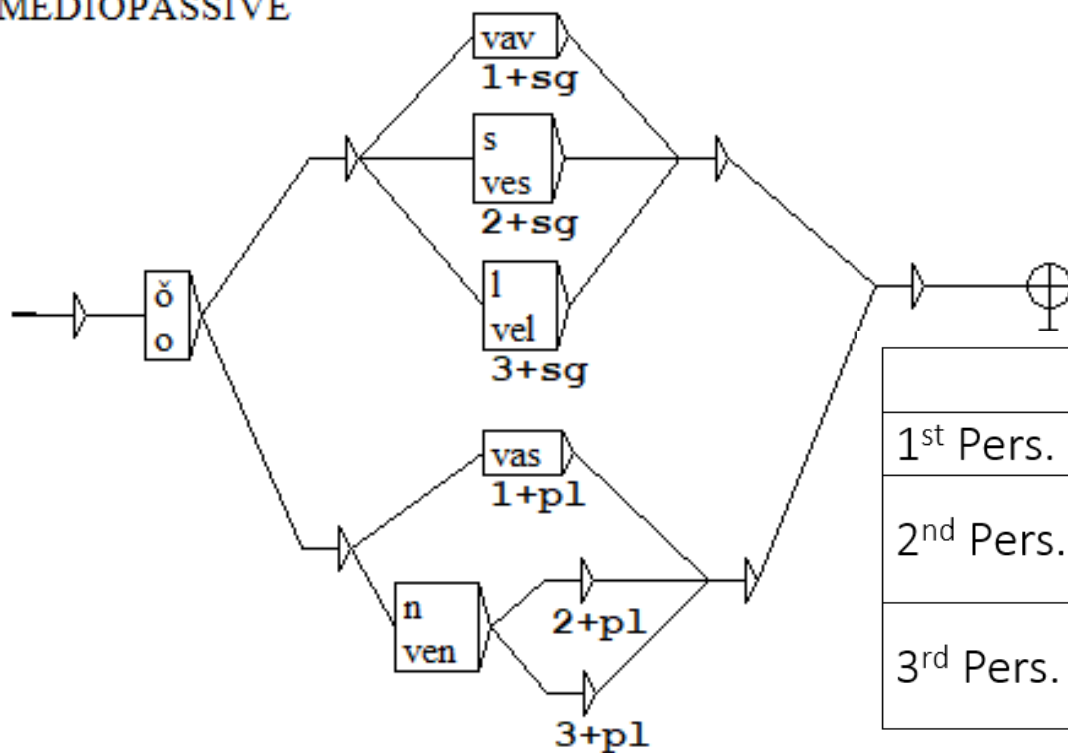 MEDIOPASSIVE
vav
1+sg
s
ves
2+sg
l
vel
3+sg
ǒ
o
vas
1+pl
n
ven
2+pl
3+pl
1st Pers.
2nd Pers.
3rd Pers.